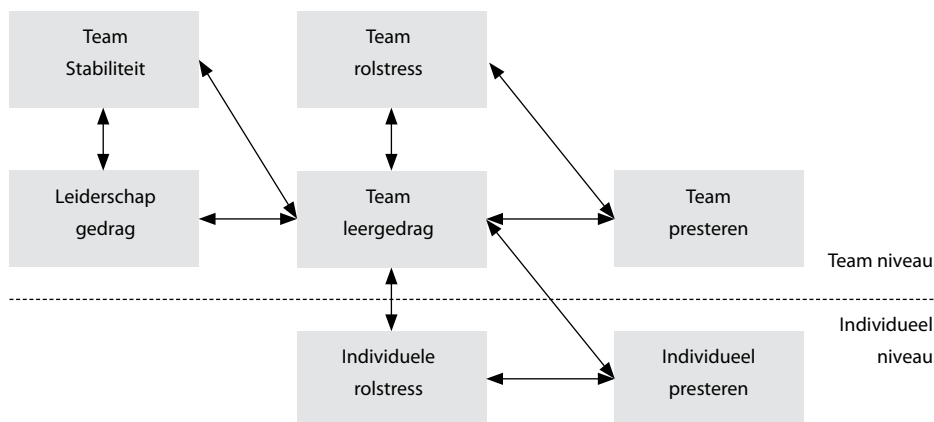 Team
Stabiliteit
Team
rolstress
Leiderschap
gedrag
Team
leergedrag
Team
presteren
Team niveau
Individueel
niveau
Individuele
rolstress
Individueel
presteren